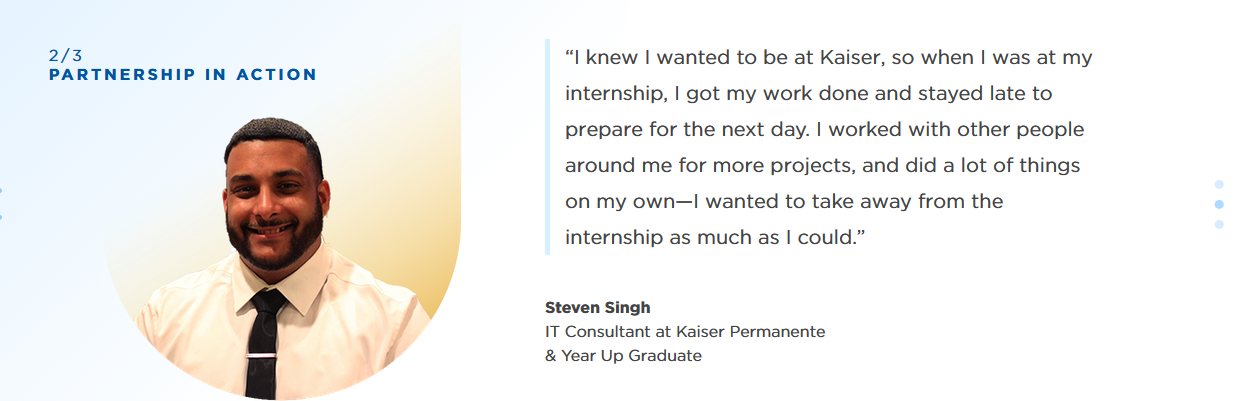 2/3
PARTNERSHIP IN ACTION
“I knew I wanted to be at Kaiser, so when I was at my
internship, I got my work done and stayed late to
prepare for the next day. I worked with other people
around me for more projects, and did a lot of things
on my own—I wanted to take away from the
internship as much as I could.”
Steven Singh
IT Consultant at Kaiser Permanente
& Year Up Graduate